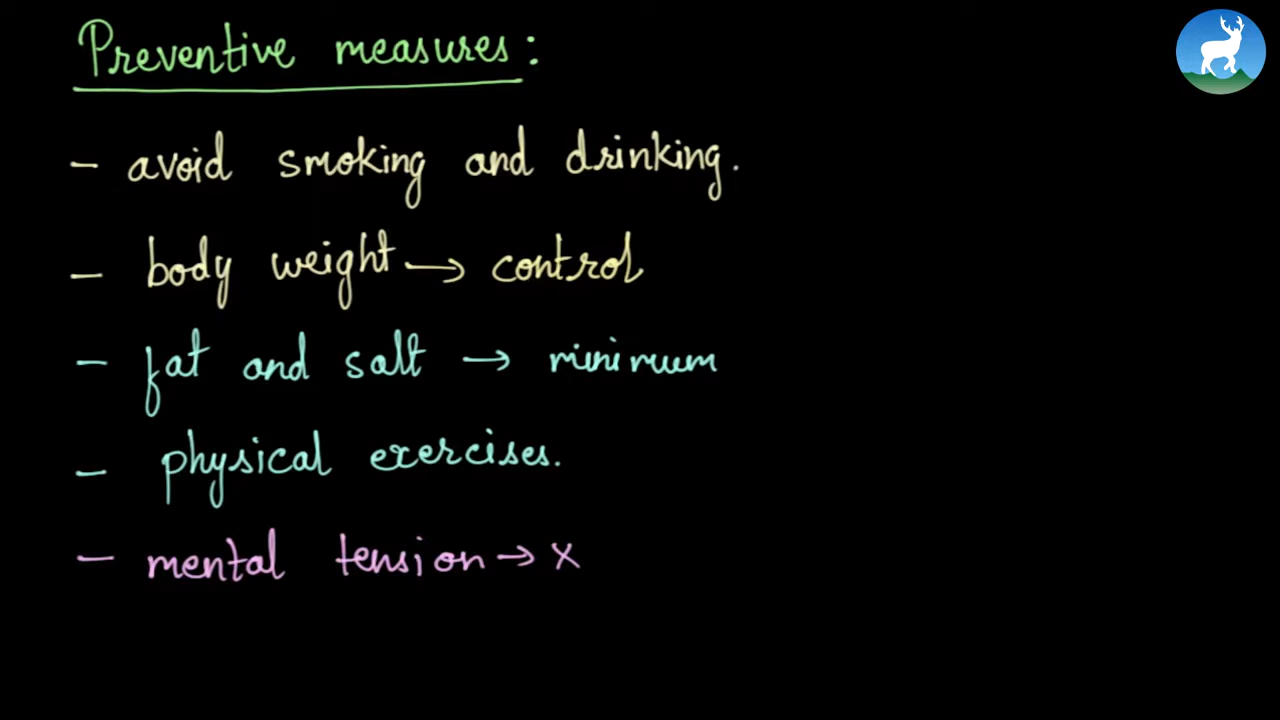 Preventive measures:
- avoid smoking and drinking.
- body weight → control
- fat and salt → minimum
- physical exercises.
- mental tension → x